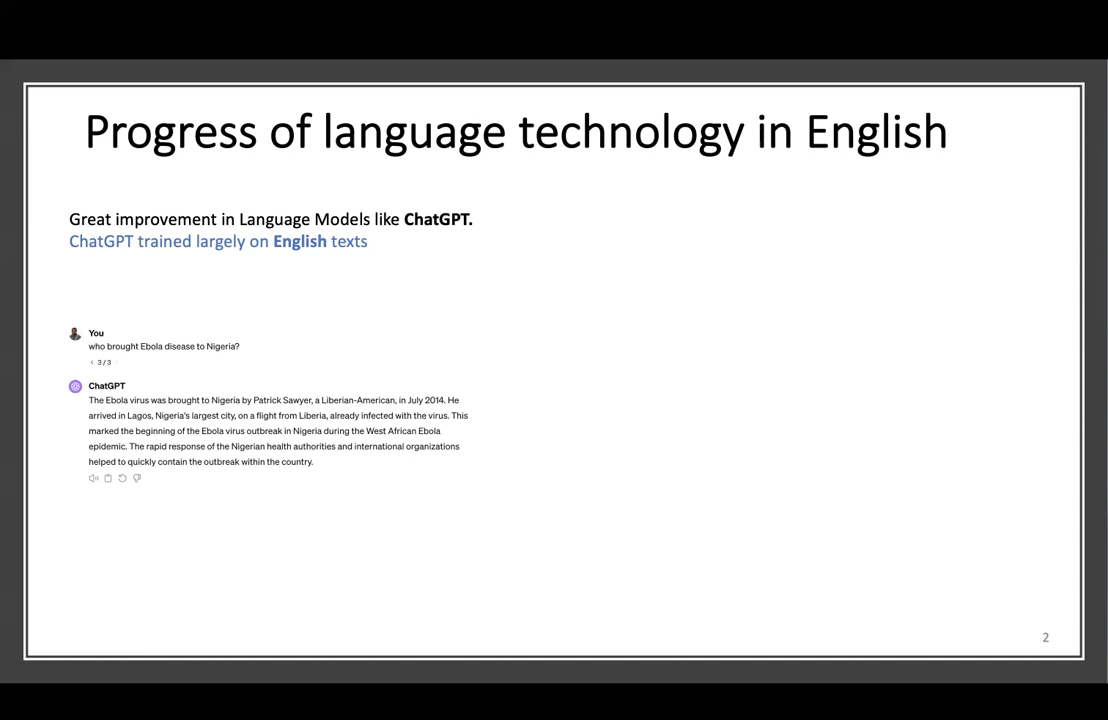 Progress of language technology in English
Great improvement in Language Models like ChatGPT.
ChatGPT trained largely on English texts
You
who brought Ebola disease to Nigeria?
< 3 / 3
ChatGPT
The Ebola virus was brought to Nigeria by Patrick Sawyer, a Liberian-American, in July 2014. He
arrived in Lagos, Nigeria's largest city, on a flight from Liberia, already infected with the virus. This
marked the beginning of the Ebola virus outbreak in Nigeria during the West African Ebola
epidemic. The rapid response of the Nigerian health authorities and international organizations
helped to quickly contain the outbreak within the country.
2